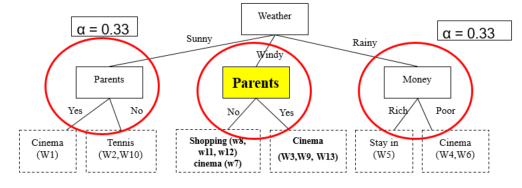 Weather
α = 0.33
α = 0.33
Sunny
Windy
Rainy
Parents
Parents
Money
Yes
No
No
Yes
Rich
Poor
Cinema
(W1)
Tennis
(W2,W10)
Shopping (w8,
w11, w12)
cinema (w7)
Cinema
(W3,W9, W13)
Stay in
(W5)
Cinema
(W4,W6)